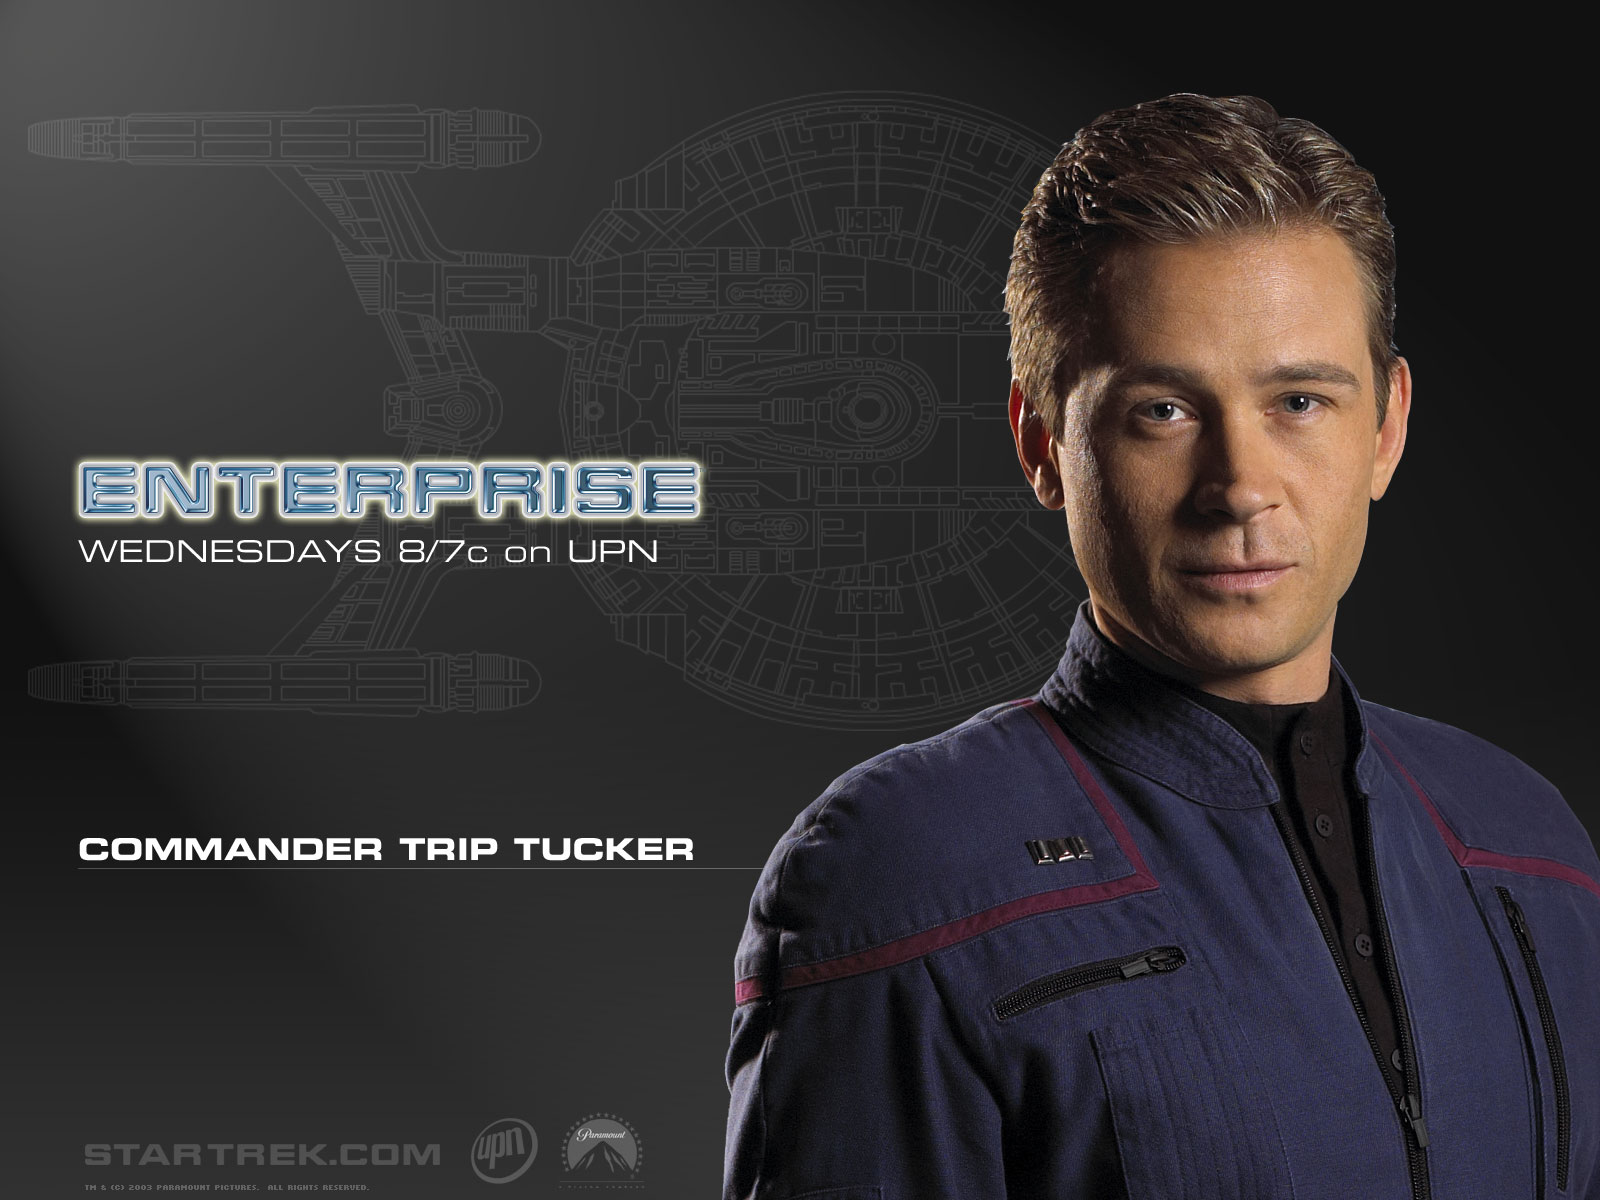 ENTERPRISE
WEDNESDAYS 8/7c on UPN
COMMANDER TRIP TUCKER
STARTREK.COM
upn
Paramount
TM & (C) 2003 PARAMOUNT PICTURES. ALL RIGHTS RESERVED.